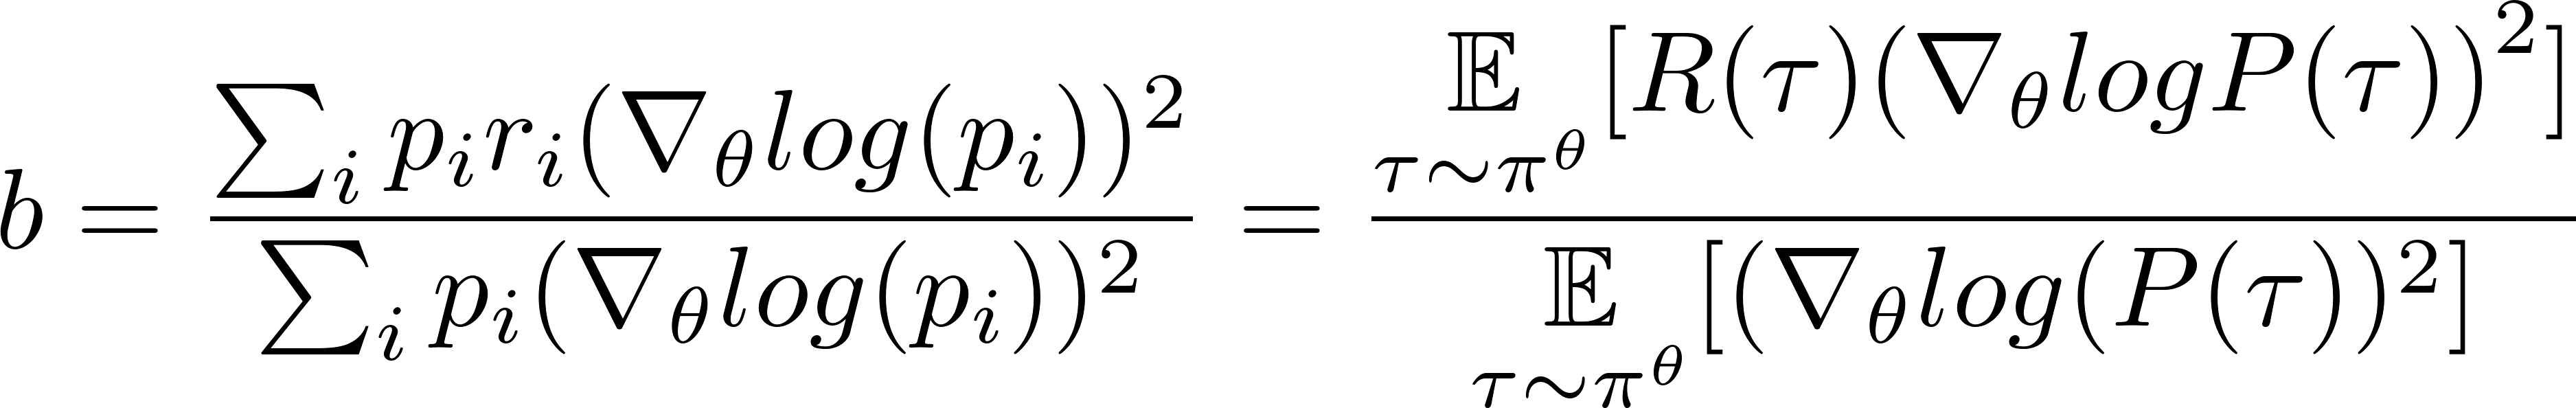 b = \frac{\sum_i p_i r_i (\nabla_\theta log(p_i))^2}{\sum_i p_i (\nabla_\theta log(p_i))^2} = \frac{\underset{\tau \sim \pi^\theta}{\mathbb{E}} [R(\tau)(\nabla_\theta log P(\tau))^2]}{\underset{\tau \sim \pi^\theta}{\mathbb{E}} [(\nabla_\theta log(P(\tau))^2]}